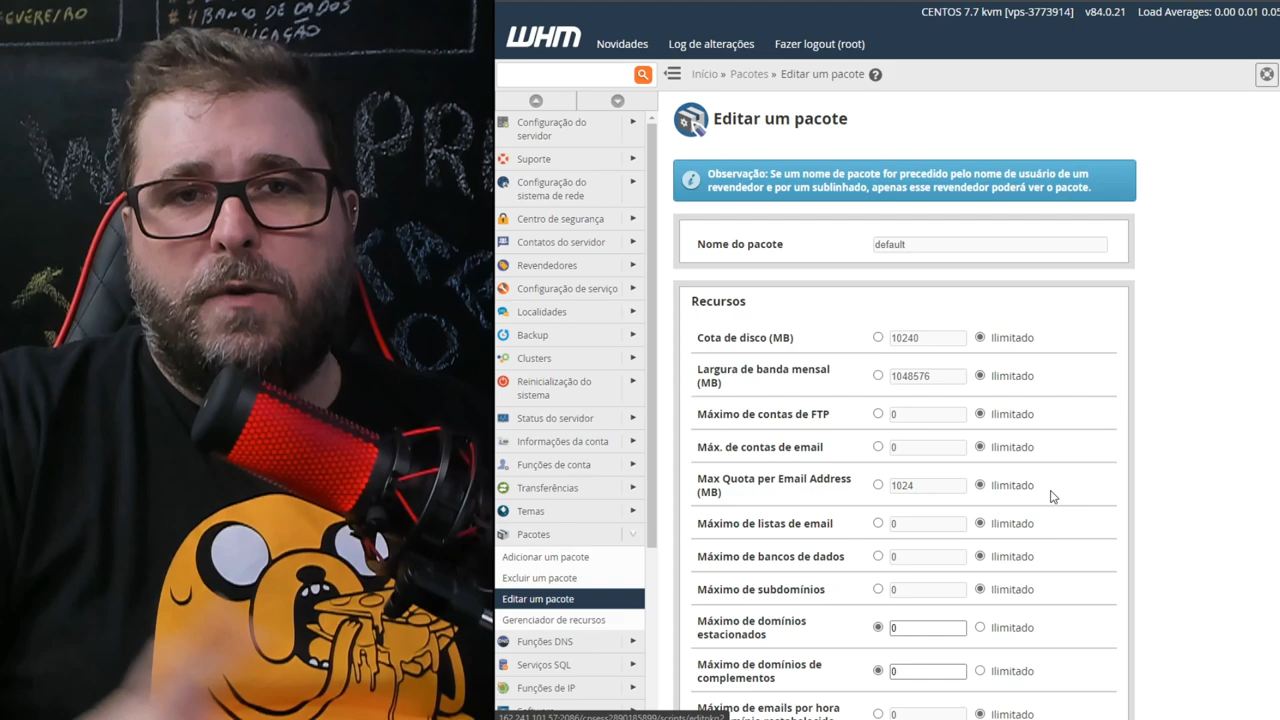 FEVEREIRO
# 4 BANCO DE DADOS
CENTOS 7.7 kvm [vps-3773914] v84.0.21 Load Averages: 0.00 0.01 0.05
WHM
Novidades
Log de alterações
Fazer logout (root)
Início » Pacotes » Editar um pacote
Configuração do
servidor
Suporte
Configuração do
sistema de rede
Centro de segurança
Contatos do servidor
Revendedores
Configuração de serviço
Localidades
Backup
Clusters
Reinicialização do
sistema
Status do servidor
Informações da conta
Funções de conta
Transferências
Temas
Pacotes
Adicionar um pacote
Excluir um pacote
Editar um pacote
Gerenciador de recursos
Funções DNS
Serviços SQL
Funções de IP
Editar um pacote
Observação: Se um nome de pacote for precedido pelo nome de usuário de um
revendedor e por um sublinhado, apenas esse revendedor poderá ver o pacote.
Nome do pacote default
Recursos
Cota de disco (MB) 10240 Ilimitado
Largura de banda mensal
(MB) 1048576 Ilimitado
Máximo de contas de FTP 0 Ilimitado
Máx. de contas de email 0 Ilimitado
Max Quota per Email Address
(MB) 1024 Ilimitado
Máximo de listas de email 0 Ilimitado
Máximo de bancos de dados 0 Ilimitado
Máximo de subdomínios 0 Ilimitado
Máximo de domínios
estacionados 0 Ilimitado
Máximo de domínios de
complementos 0 Ilimitado
Máximo de emails por hora
0 Ilimitado